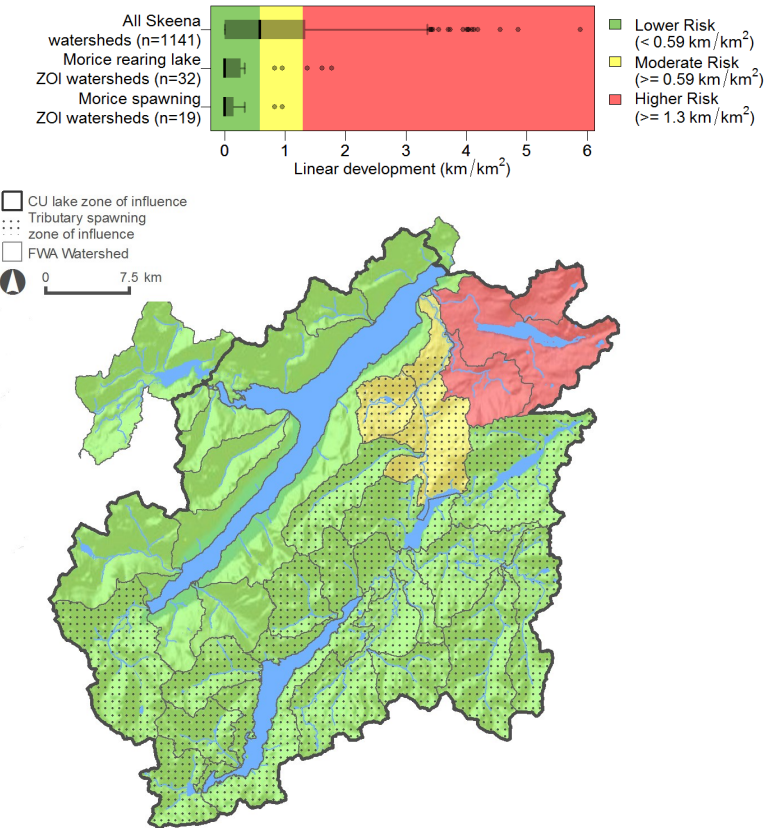 All Skeena
watersheds (n=1141)
Morice rearing lake
ZOI watersheds (n=32)
Morice spawning
ZOI watersheds (n=19)
0 1 2 3 4 5 6
Linear development (km/km²)
Lower Risk
(< 0.59 km/km²)
Moderate Risk
(>= 0.59 km/km²)
Higher Risk
(>= 1.3 km/km²)
CU lake zone of influence
Tributary spawning
zone of influence
FWA Watershed
0 7.5 km